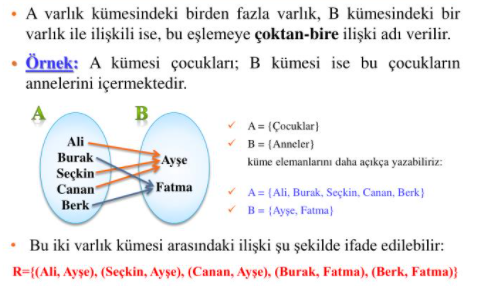 • A varlık kümesindeki birden fazla varlık, B kümesindeki bir
varlık ile ilişkili ise, bu eşlemeye çoktan-bire ilişki adı verilir.
• Örnek: A kümesi çocukları; B kümesi ise bu çocukların
annelerini içermektedir.
A
B
Ali
Burak
Seçkin
Canan
Berk
Ayşe
Fatma
✓ A = {Çocuklar}
✓ B = {Anneler}
küme elemanlarını daha açıkça yazabiliriz:
✓ A = {Ali, Burak, Seçkin, Canan, Berk}
✓ B = {Ayşe, Fatma}
• Bu iki varlık kümesi arasındaki ilişki şu şekilde ifade edilebilir:
R={(Ali, Ayşe), (Seçkin, Ayşe), (Canan, Ayşe), (Burak, Fatma), (Berk, Fatma)}